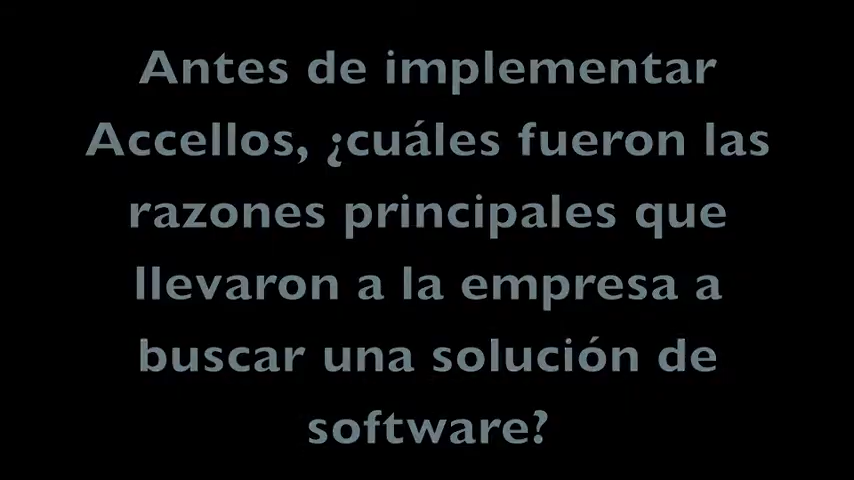 Antes de implementar
Accellos, ¿cuáles fueron las
razones principales que
llevaron a la empresa a
buscar una solución de
software?